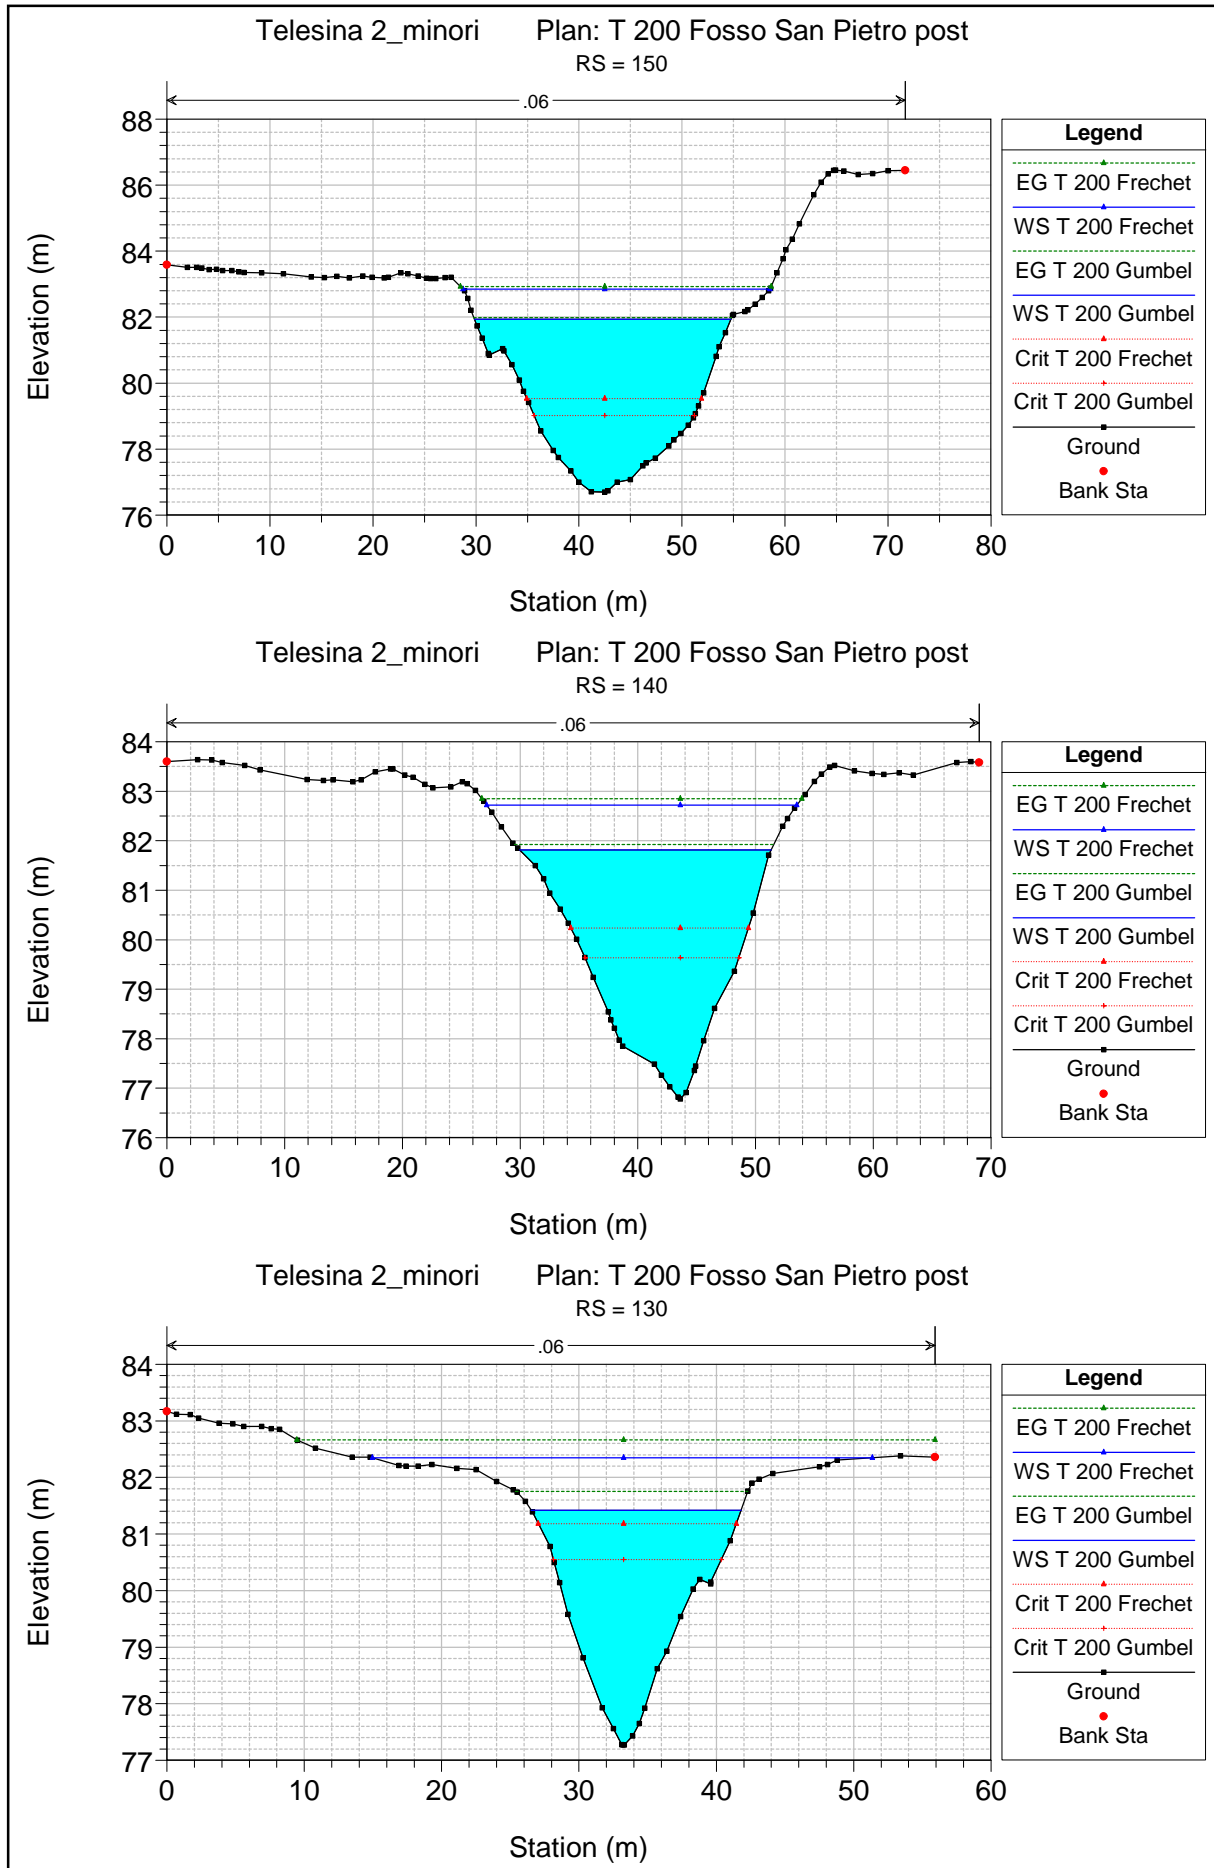 Telesina 2_minori Plan: T 200 Fosso San Pietro post
RS = 150
.06
88
86
84
82
80
78
76
Elevation (m)
0 10 20 30 40 50 60 70 80
Station (m)
Legend
EG T 200 Frechet
WS T 200 Frechet
EG T 200 Gumbel
WS T 200 Gumbel
Crit T 200 Frechet
Crit T 200 Gumbel
Ground
Bank Sta
Telesina 2_minori Plan: T 200 Fosso San Pietro post
RS = 140
.06
84
83
82
81
80
79
78
77
76
Elevation (m)
0 10 20 30 40 50 60 70
Station (m)
Legend
EG T 200 Frechet
WS T 200 Frechet
EG T 200 Gumbel
WS T 200 Gumbel
Crit T 200 Frechet
Crit T 200 Gumbel
Ground
Bank Sta
Telesina 2_minori Plan: T 200 Fosso San Pietro post
RS = 130
.06
84
83
82
81
80
79
78
77
Elevation (m)
0 10 20 30 40 50 60
Station (m)
Legend
EG T 200 Frechet
WS T 200 Frechet
EG T 200 Gumbel
WS T 200 Gumbel
Crit T 200 Frechet
Crit T 200 Gumbel
Ground
Bank Sta